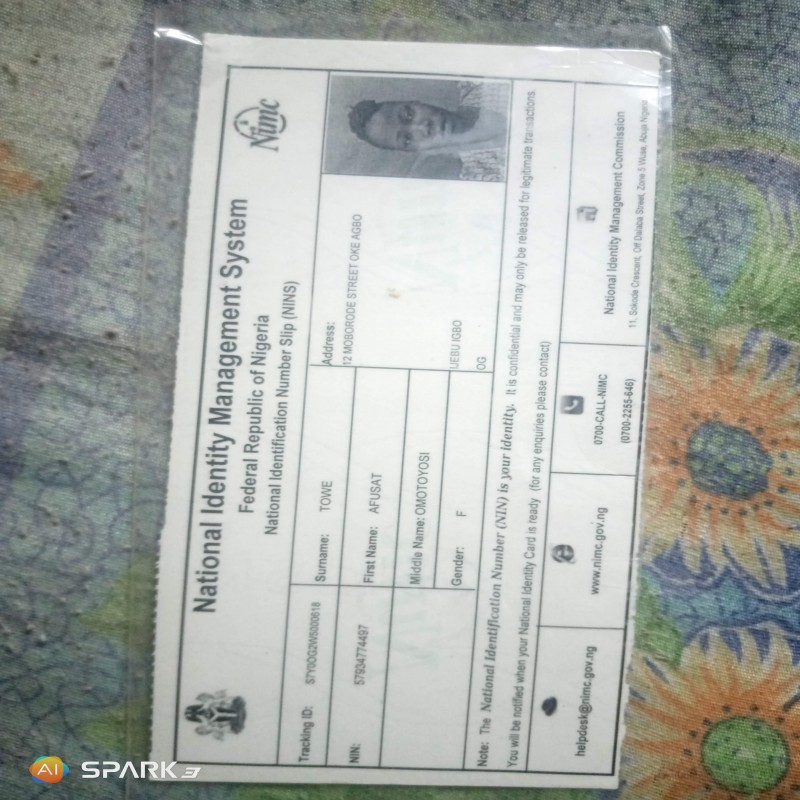 National Identity Management System
Federal Republic of Nigeria
National Identification Number Slip (NINS)
Nimc
Tracking ID: S7Y0OG2W5000818
Surname: TOWE
Address:
12 MOBORODE STREET OKE AGBO
NIN: 57934774497
First Name: AFUSAT
Middle Name: OMOTOYOSI
Gender: F
IJEBU IGBO
OG
Note: The National Identification Number (NIN) is your identity. It is confidential and may only be released for legitimate transactions.
You will be notified when your National Identity Card is ready (for any enquiries please contact)
helpdesk@nimc.gov.ng
www.nimc.gov.ng
0700-CALL-NIMC
(0700-2255-646)
National Identity Management Commission
11, Sokode Crescent, Off Dalaba Street, Zone 5 Wuse, Abuja Nigeria
AI SPARK 3